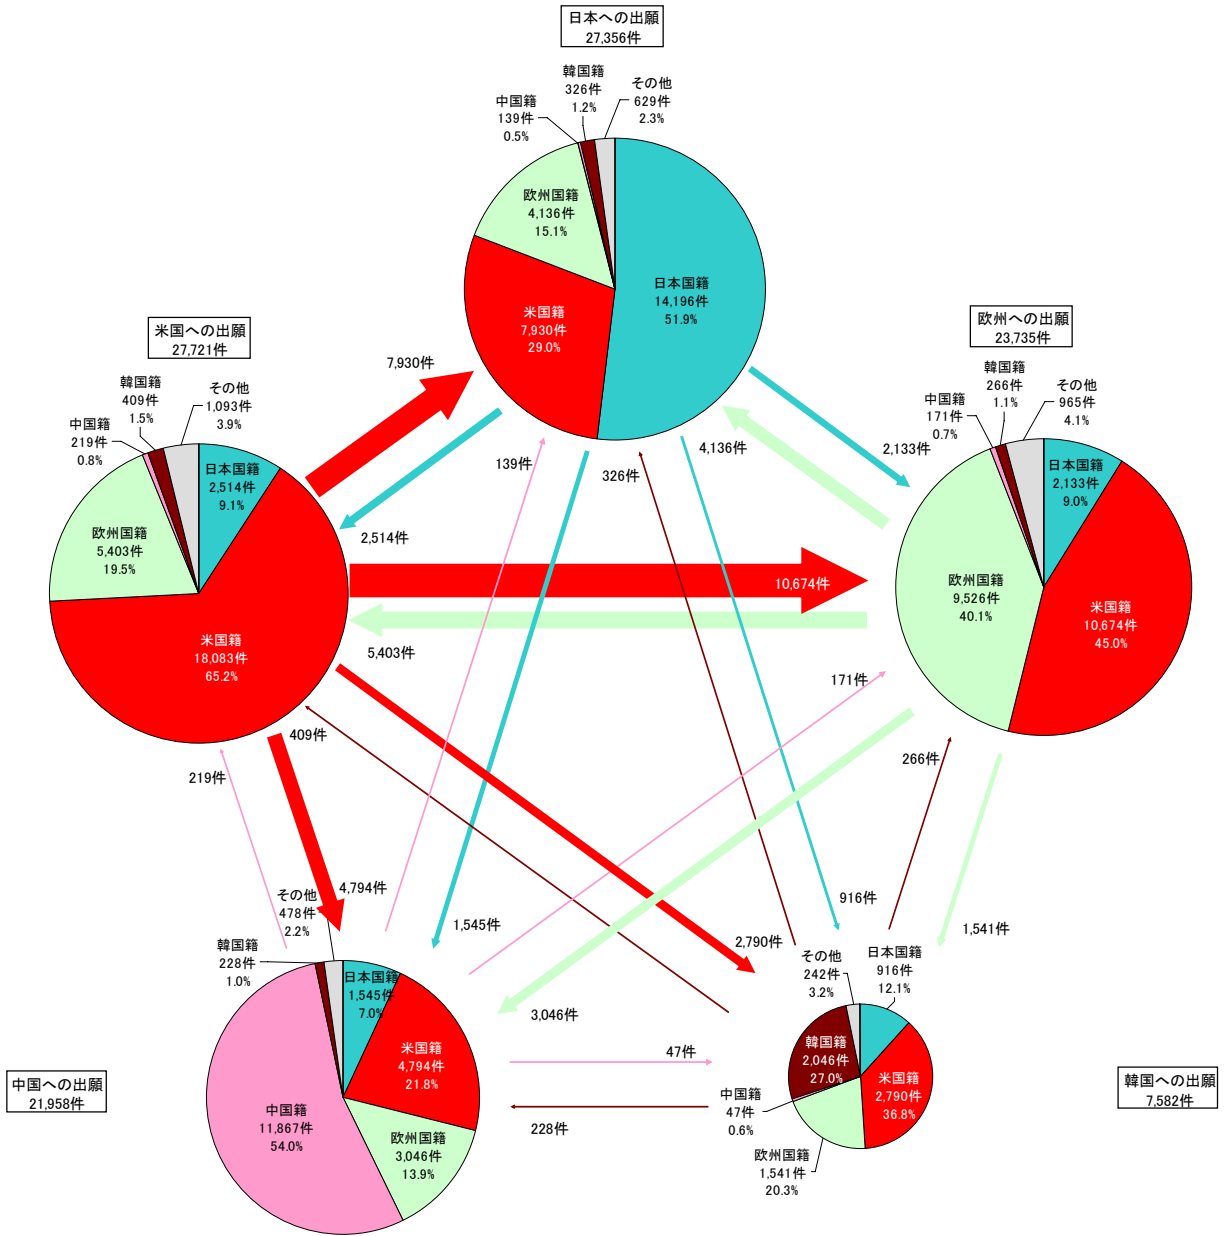 日本への出願
27,356件
韓国籍
326件
1.2%
その他
629件
2.3%
中国籍
139件
0.5%
欧州国籍
4,136件
15.1%
日本国籍
14,196件
51.9%
米国籍
7,930件
29.0%
米国への出願
27,721件
韓国籍
409件
1.5%
その他
1,093件
3.9%
中国籍
219件
0.8%
日本国籍
2,514件
9.1%
欧州国籍
5,403件
19.5%
米国籍
18,083件
65.2%
欧州への出願
23,735件
韓国籍
266件
1.1%
その他
965件
4.1%
中国籍
171件
0.7%
日本国籍
2,133件
9.0%
欧州国籍
9,526件
40.1%
米国籍
10,674件
45.0%
7,930件
2,514件
139件
326件
4,136件
2,133件
10,674件
5,403件
409件
219件
171件
266件
4,794件
1,545件
2,790件
916件
1,541件
3,046件
47件
228件
中国への出願
21,958件
その他
478件
2.2%
韓国籍
228件
1.0%
日本国籍
1,545件
7.0%
米国籍
4,794件
21.8%
中国籍
11,867件
54.0%
欧州国籍
3,046件
13.9%
韓国への出願
7,582件
その他
242件
3.2%
日本国籍
916件
12.1%
韓国籍
2,046件
27.0%
米国籍
2,790件
36.8%
中国籍
47件
0.6%
欧州国籍
1,541件
20.3%